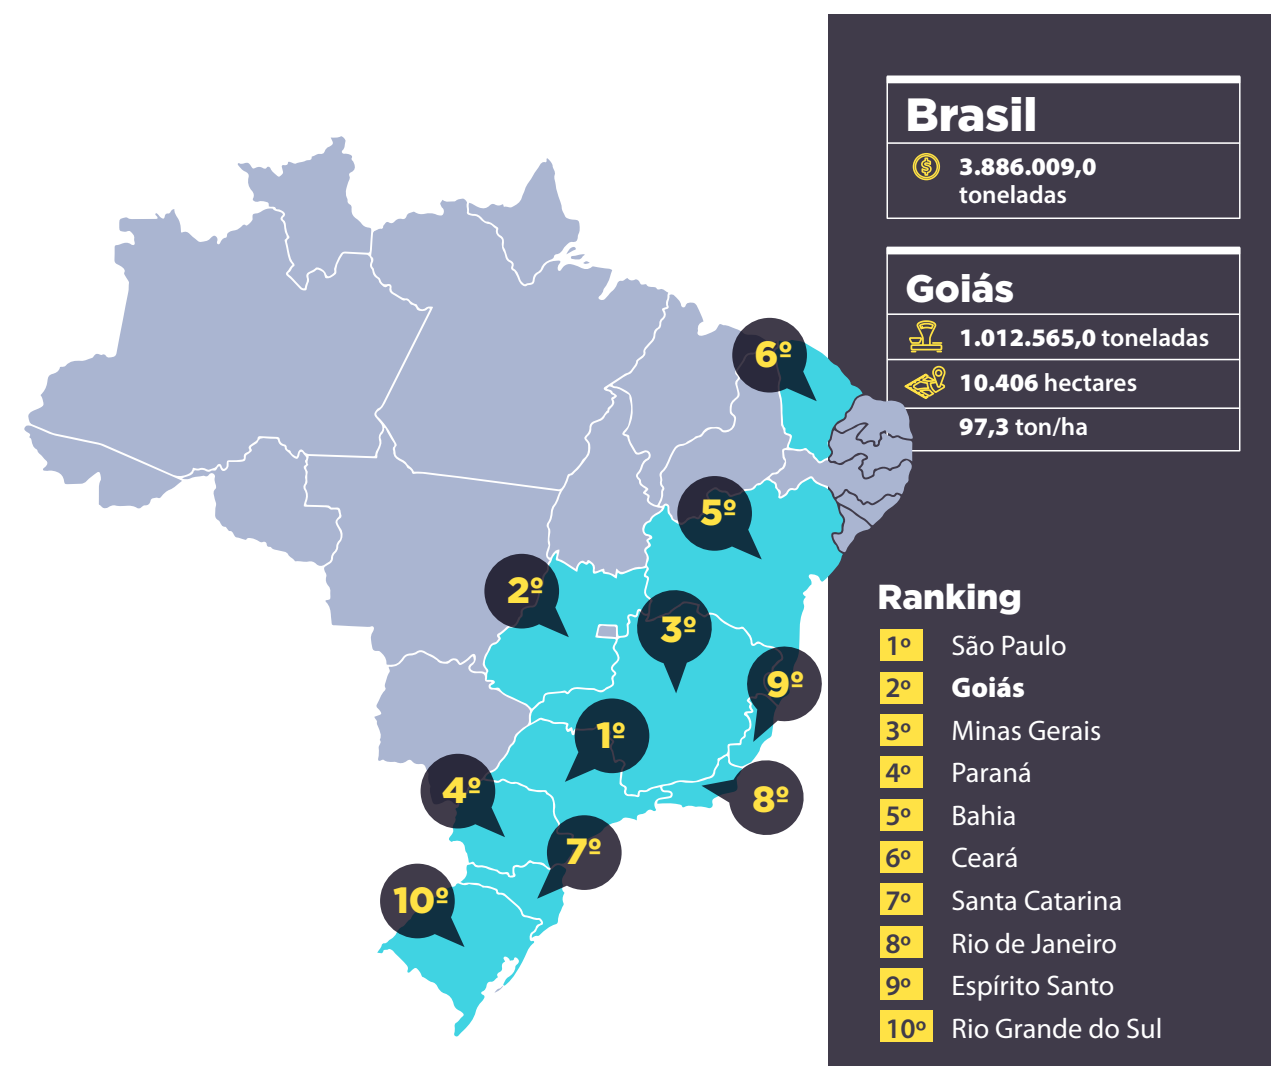 Brasil
3.886.009,0
toneladas
Goiás
1.012.565,0 toneladas
10.406 hectares
97,3 ton/ha
6º
5º
2º
3º
9º
1º
4º
8º
7º
10º
Ranking
1º São Paulo
2º Goiás
3º Minas Gerais
4º Paraná
5º Bahia
6º Ceará
7º Santa Catarina
8º Rio de Janeiro
9º Espírito Santo
10º Rio Grande do Sul